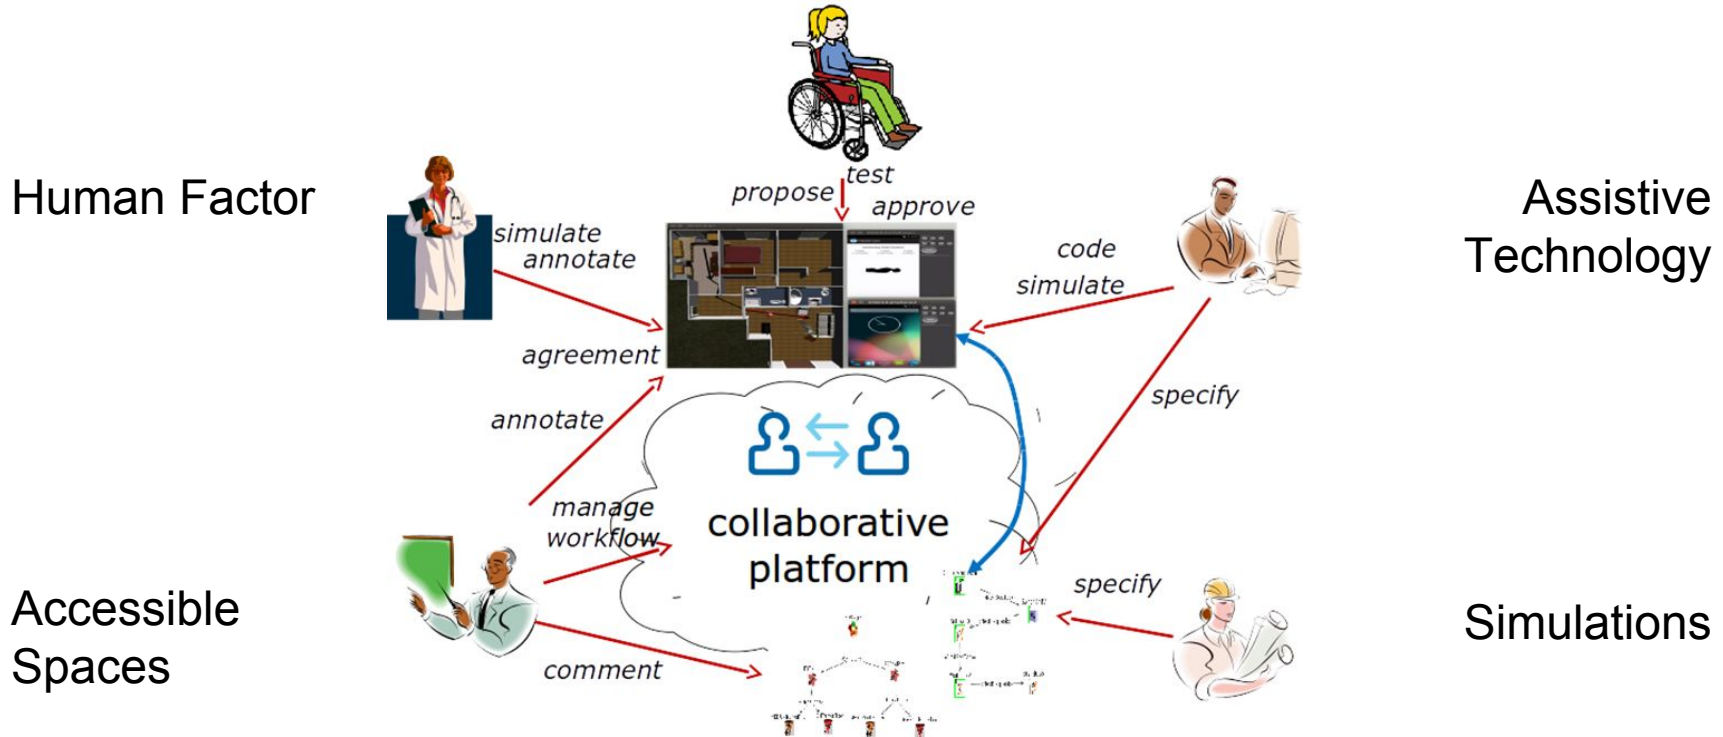 test
propose
approve
Human Factor
Assistive
Technology
simulate
annotate
code
simulate
agreement
annotate
specify
manage
workflow
collaborative
platform
specify
Accessible
Spaces
Simulations
comment